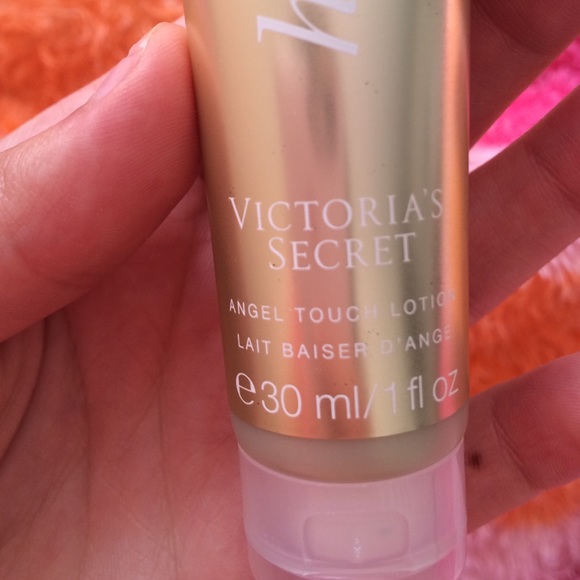 h
VICTORIA'S
SECRET
ANGEL TOUCH LOTION
LAIT BAISER D'ANGE
℮30 ml/1 fl oz